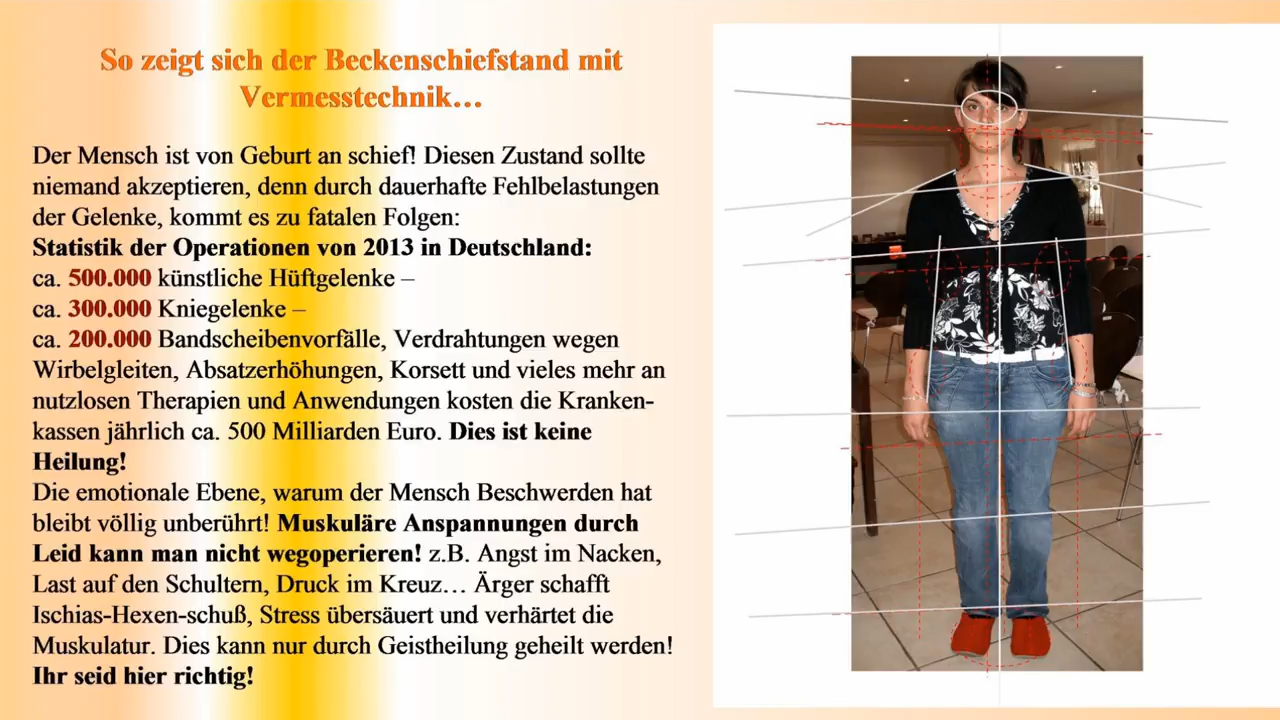 So zeigt sich der Beckenschiefstand mit
Vermesstechnik…
Der Mensch ist von Geburt an schief! Diesen Zustand sollte
niemand akzeptieren, denn durch dauerhafte Fehlbelastungen
der Gelenke, kommt es zu fatalen Folgen:
Statistik der Operationen von 2013 in Deutschland:
ca. 500.000 künstliche Hüftgelenke –
ca. 300.000 Kniegelenke –
ca. 200.000 Bandscheibenvorfälle, Verdrahtungen wegen
Wirbelgleiten, Absatzerhöhungen, Korsett und vieles mehr an
nutzlosen Therapien und Anwendungen kosten die Kranken-
kassen jährlich ca. 500 Milliarden Euro. Dies ist keine
Heilung!
Die emotionale Ebene, warum der Mensch Beschwerden hat
bleibt völlig unberührt! Muskuläre Anspannungen durch
Leid kann man nicht wegoperieren! z.B. Angst im Nacken,
Last auf den Schultern, Druck im Kreuz… Ärger schafft
Ischias-Hexen-schuß, Stress übersäuert und verhärtet die
Muskulatur. Dies kann nur durch Geistheilung geheilt werden!
Ihr seid hier richtig!